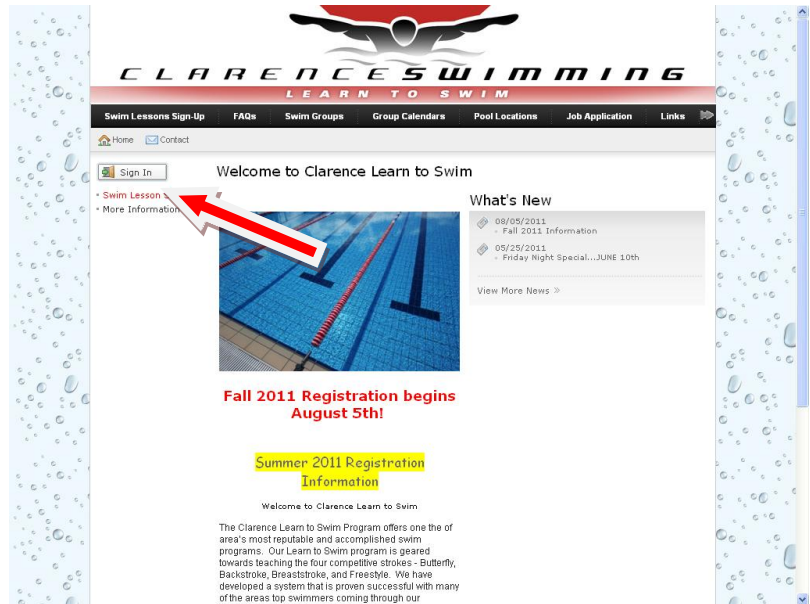 CLARENCESWIMMING
LEARN TO SWIM
Swim Lessons Sign-Up FAQs Swim Groups Group Calendars Pool Locations Job Application Links
Home Contact
Sign In
Swim Lesson
More Information
Welcome to Clarence Learn to Swim
What's New
08/05/2011
Fall 2011 Information
05/25/2011
Friday Night Special...JUNE 10th
View More News »
Fall 2011 Registration begins
August 5th!
Summer 2011 Registration
Information
Welcome to Clarence Learn to Swim
The Clarence Learn to Swim Program offers one the of
area's most reputable and accomplished swim
programs. Our Learn to Swim program is geared
towards teaching the four competitive strokes - Butterfly,
Backstroke, Breaststroke, and Freestyle. We have
developed a system that is proven successful with many
of the areas top swimmers coming through our